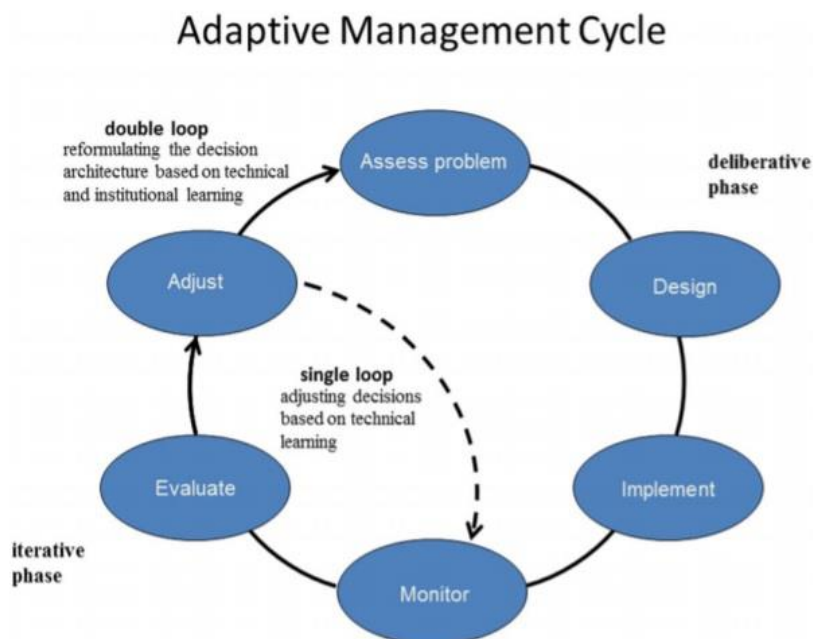 Adaptive Management Cycle
double loop
reformulating the decision
architecture based on technical
and institutional learning
Assess problem
deliberative
phase
Adjust
Design
single loop
adjusting decisions
based on technical
learning
Evaluate
Implement
iterative
phase
Monitor